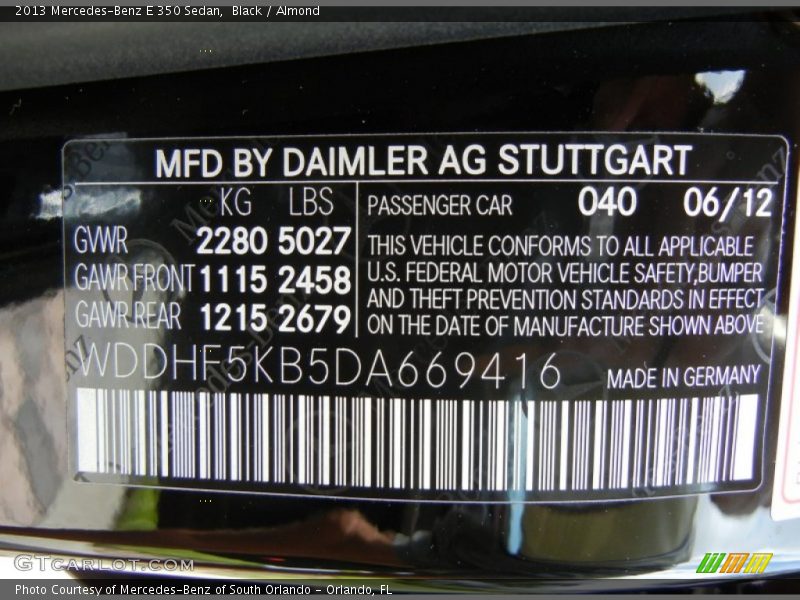 2013 Mercedes-Benz E 350 Sedan, Black / Almond
MFD BY DAIMLER AG STUTTGART
KG LBS
GVWR 2280 5027
GAWR FRONT 1115 2458
GAWR REAR 1215 2679
PASSENGER CAR 040 06/12
THIS VEHICLE CONFORMS TO ALL APPLICABLE
U.S. FEDERAL MOTOR VEHICLE SAFETY,BUMPER
AND THEFT PREVENTION STANDARDS IN EFFECT
ON THE DATE OF MANUFACTURE SHOWN ABOVE
WDDHF5KB5DA669416 MADE IN GERMANY
GTCARLOT.COM
Photo Courtesy of Mercedes-Benz of South Orlando - Orlando, FL